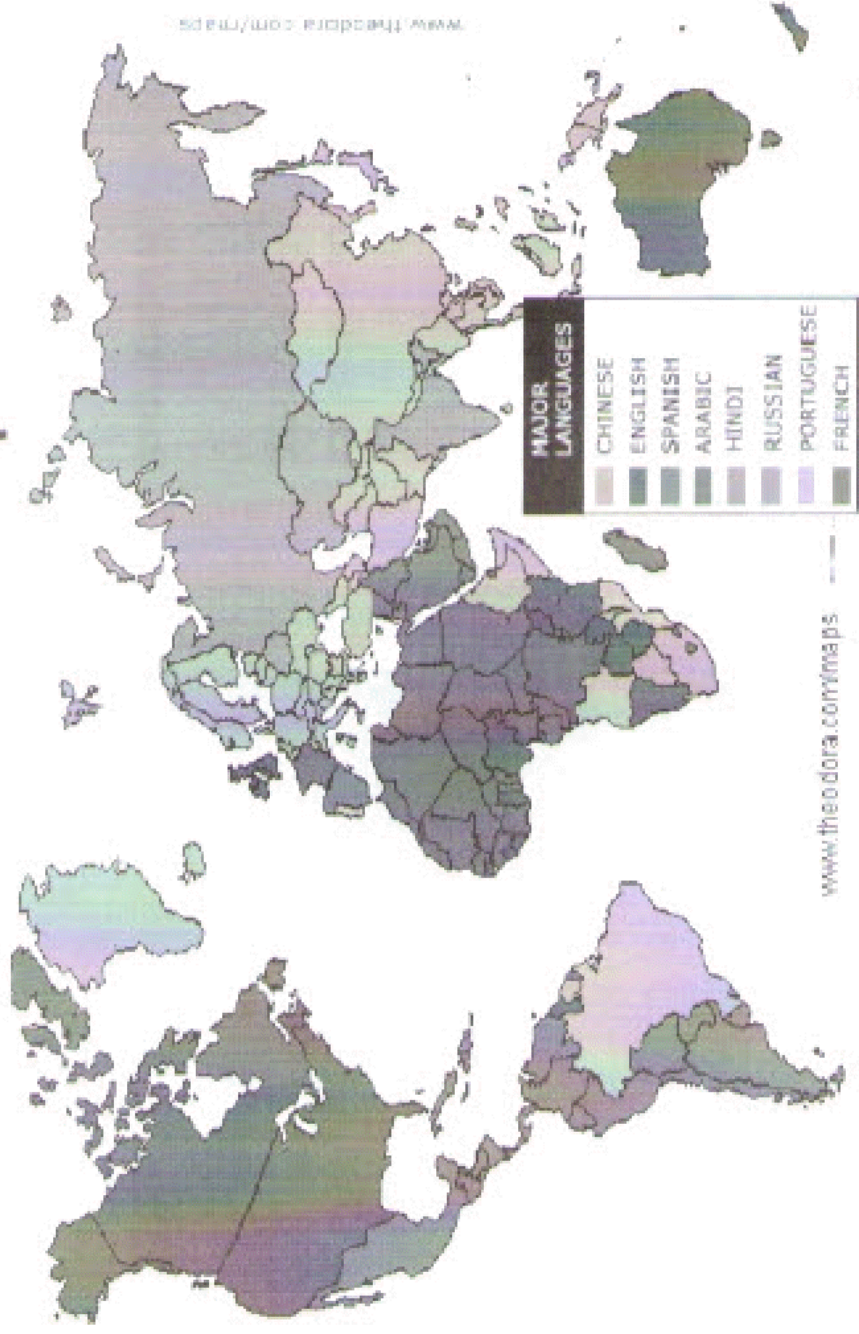 www.theodora.com/maps
MAJOR
LANGUAGES
CHINESE
ENGLISH
SPANISH
ARABIC
HINDI
RUSSIAN
PORTUGUESE
FRENCH
www.theodora.com/maps